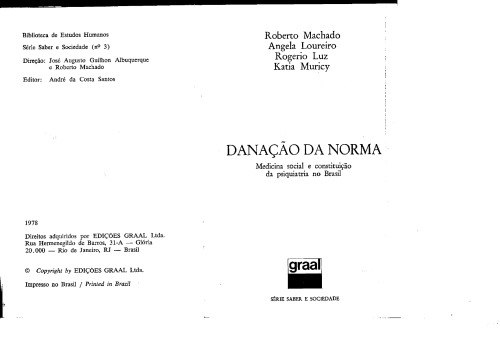 Biblioteca de Estudos Humanos
Série Saber e Sociedade (nº 3)
Direção: José Augusto Guilhon Albuquerque
e Roberto Machado
Editor: André da Costa Santos
1978
Direitos adquiridos por EDIÇÕES GRAAL Ltda.
Rua Hermenegildo de Barros, 31-A — Glória
20.000 — Rio de Janeiro, RJ — Brasil
© Copyright by EDIÇÕES GRAAL Ltda.
Impresso no Brasil / Printed in Brazil
Roberto Machado
Angela Loureiro
Rogerio Luz
Katia Muricy
DANAÇÃO DA NORMA
Medicina social e constituição
da psiquiatria no Brasil
graal
SÉRIE SABER E SOCIEDADE